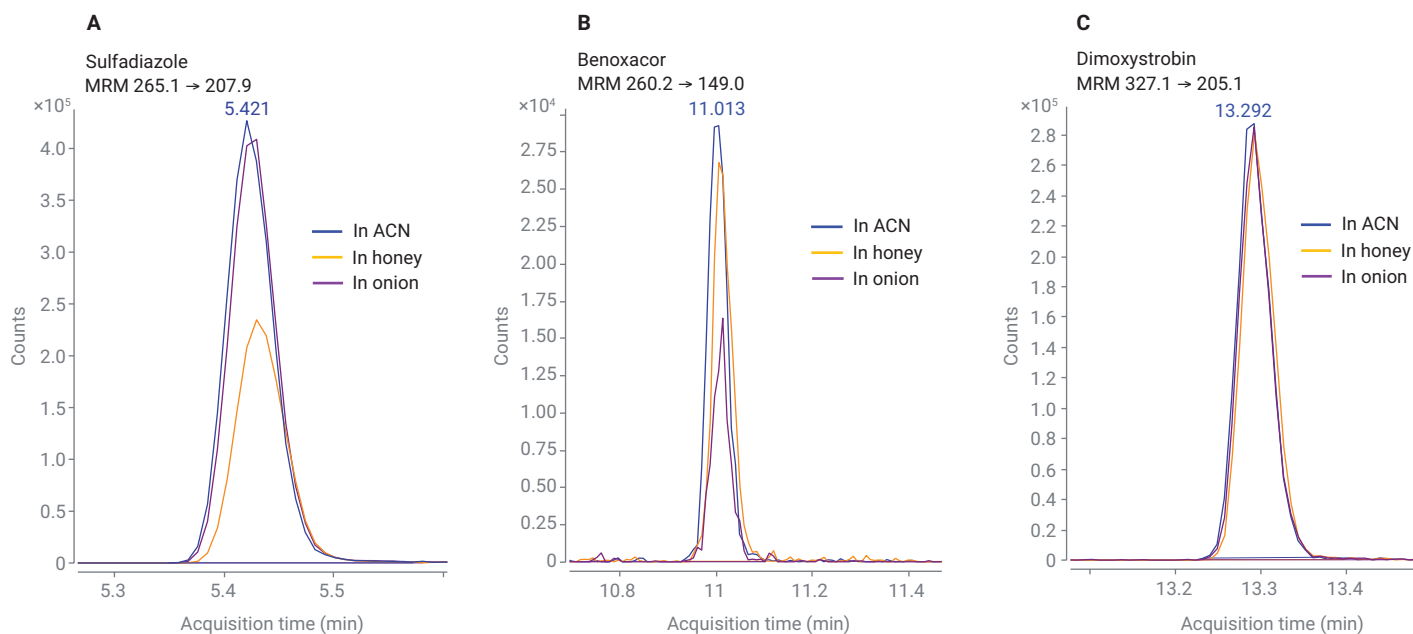 A
Sulfadiazole
MRM 265.1 → 207.9
×10⁵
5.421
4.0
3.5
3.0
2.5
2.0
1.5
1.0
0.5
0
Counts
In ACN
In honey
In onion
5.3
5.4
5.5
Acquisition time (min)
B
Benoxacor
MRM 260.2 → 149.0
×10⁴
11.013
2.75
2.50
2.25
2.00
1.75
1.50
1.25
1.00
0.75
0.50
0.25
0
Counts
In ACN
In honey
In onion
10.8
11
11.2
11.4
Acquisition time (min)
C
Dimoxystrobin
MRM 327.1 → 205.1
×10⁵
13.292
2.8
2.6
2.4
2.2
2.0
1.8
1.6
1.4
1.2
1
0.8
0.6
0.4
0.2
0
Counts
In ACN
In honey
In onion
13.2
13.3
13.4
Acquisition time (min)